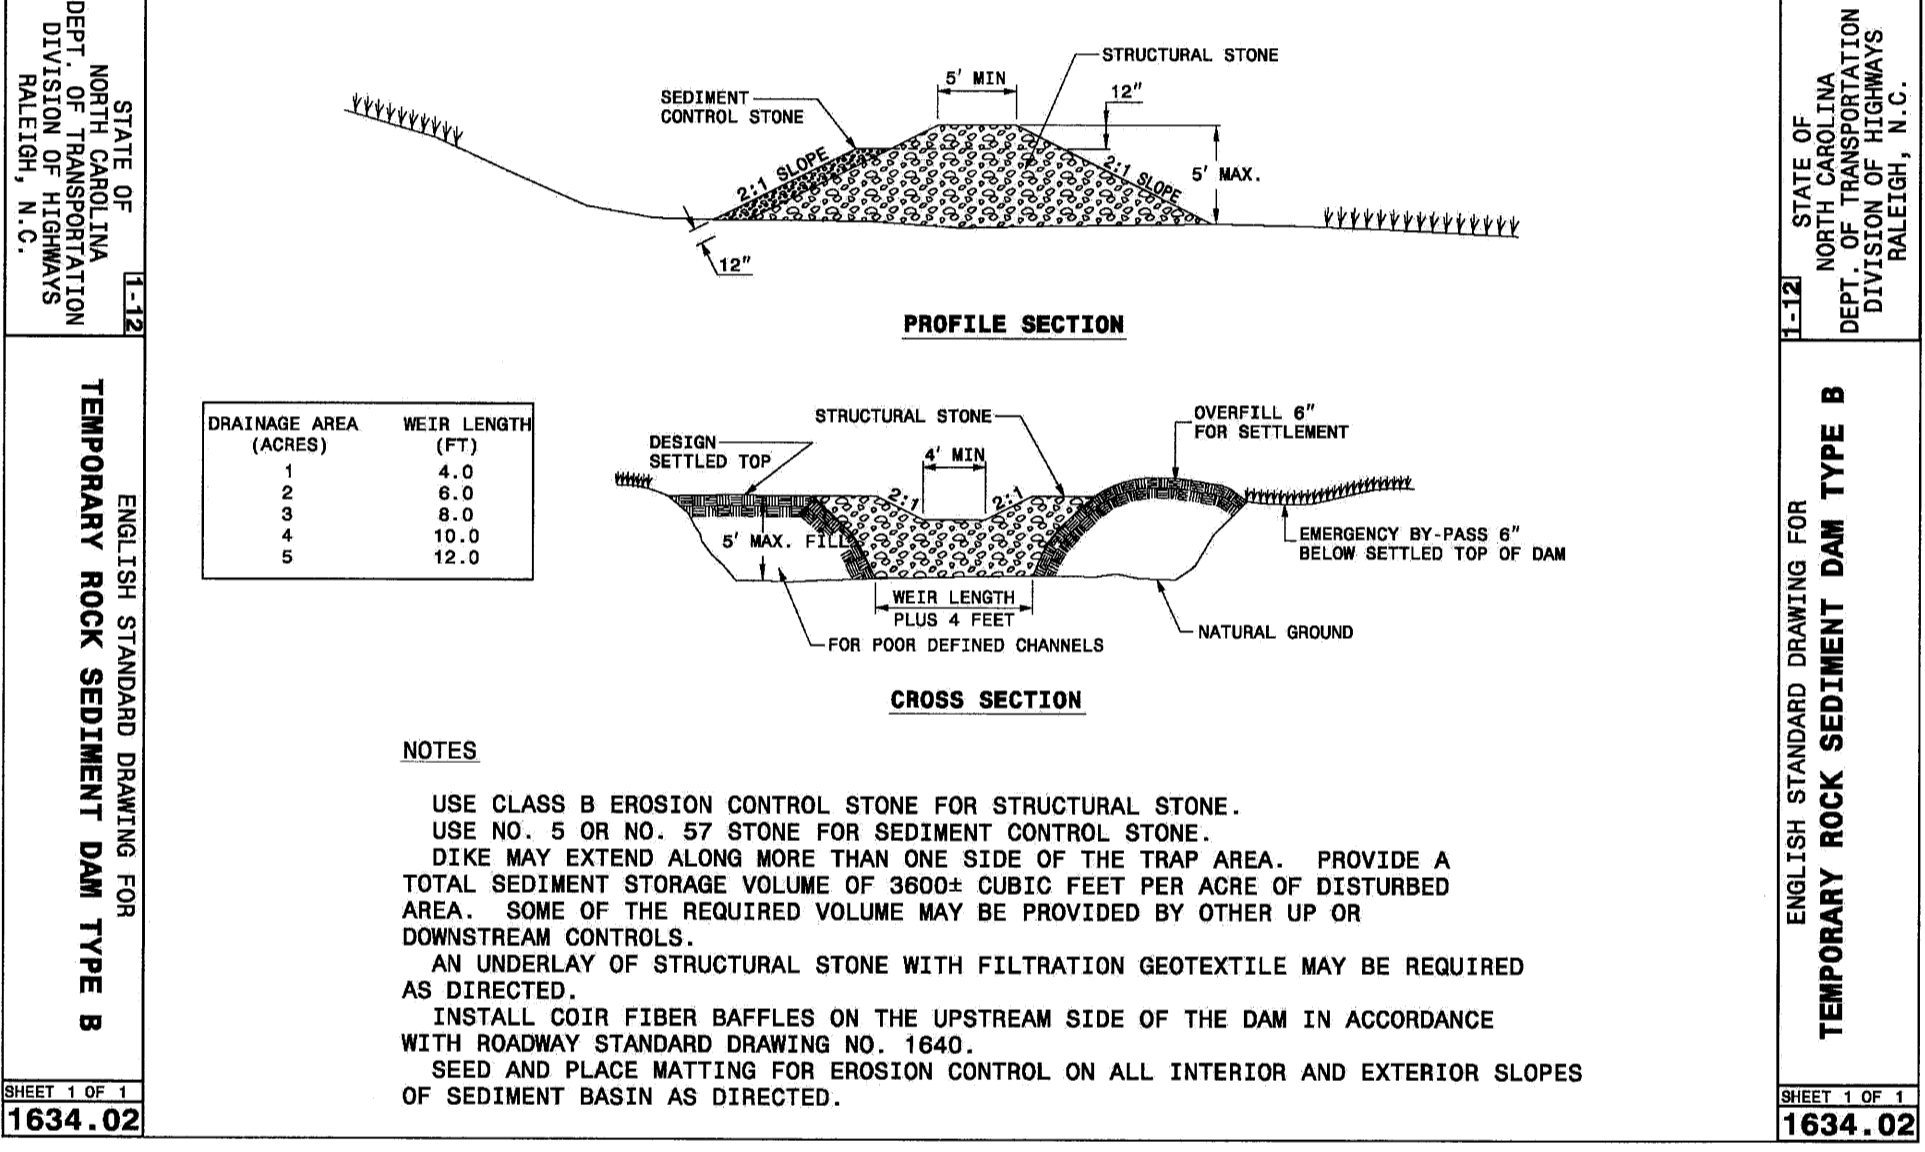 STATE OF
NORTH CAROLINA
DEPT. OF TRANSPORTATION
DIVISION OF HIGHWAYS
RALEIGH, N.C.
1-12
ENGLISH STANDARD DRAWING FOR
TEMPORARY ROCK SEDIMENT DAM TYPE B
SHEET 1 OF 1
1634.02
STRUCTURAL STONE
5' MIN
12"
SEDIMENT
CONTROL STONE
2:1 SLOPE
2:1 SLOPE
5' MAX.
12"
PROFILE SECTION
DRAINAGE AREA WEIR LENGTH
(ACRES) (FT)
1 4.0
2 6.0
3 8.0
4 10.0
5 12.0
STRUCTURAL STONE
OVERFILL 6"
FOR SETTLEMENT
DESIGN
SETTLED TOP
4' MIN
2:1
2:1
5' MAX. FILL
EMERGENCY BY-PASS 6"
BELOW SETTLED TOP OF DAM
WEIR LENGTH
PLUS 4 FEET
NATURAL GROUND
FOR POOR DEFINED CHANNELS
CROSS SECTION
NOTES
USE CLASS B EROSION CONTROL STONE FOR STRUCTURAL STONE.
USE NO. 5 OR NO. 57 STONE FOR SEDIMENT CONTROL STONE.
DIKE MAY EXTEND ALONG MORE THAN ONE SIDE OF THE TRAP AREA. PROVIDE A
TOTAL SEDIMENT STORAGE VOLUME OF 3600± CUBIC FEET PER ACRE OF DISTURBED
AREA. SOME OF THE REQUIRED VOLUME MAY BE PROVIDED BY OTHER UP OR
DOWNSTREAM CONTROLS.
AN UNDERLAY OF STRUCTURAL STONE WITH FILTRATION GEOTEXTILE MAY BE REQUIRED
AS DIRECTED.
INSTALL COIR FIBER BAFFLES ON THE UPSTREAM SIDE OF THE DAM IN ACCORDANCE
WITH ROADWAY STANDARD DRAWING NO. 1640.
SEED AND PLACE MATTING FOR EROSION CONTROL ON ALL INTERIOR AND EXTERIOR SLOPES
OF SEDIMENT BASIN AS DIRECTED.
STATE OF
NORTH CAROLINA
DEPT. OF TRANSPORTATION
DIVISION OF HIGHWAYS
RALEIGH, N.C.
1-12
ENGLISH STANDARD DRAWING FOR
TEMPORARY ROCK SEDIMENT DAM TYPE B
SHEET 1 OF 1
1634.02